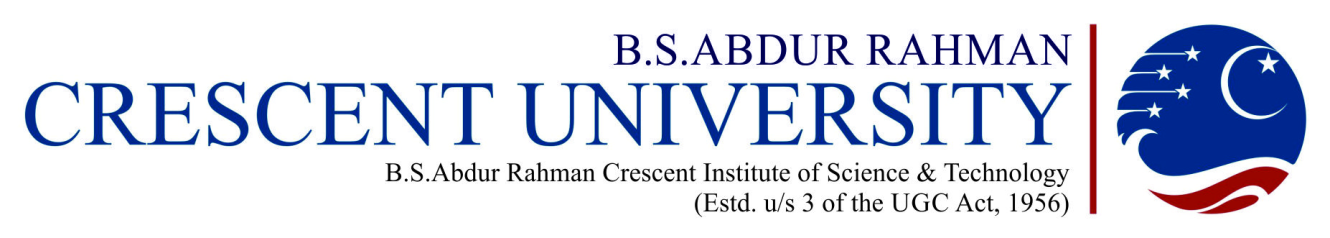 B.S.ABDUR RAHMAN
CRESCENT UNIVERSITY
B.S.Abdur Rahman Crescent Institute of Science & Technology
(Estd. u/s 3 of the UGC Act, 1956)